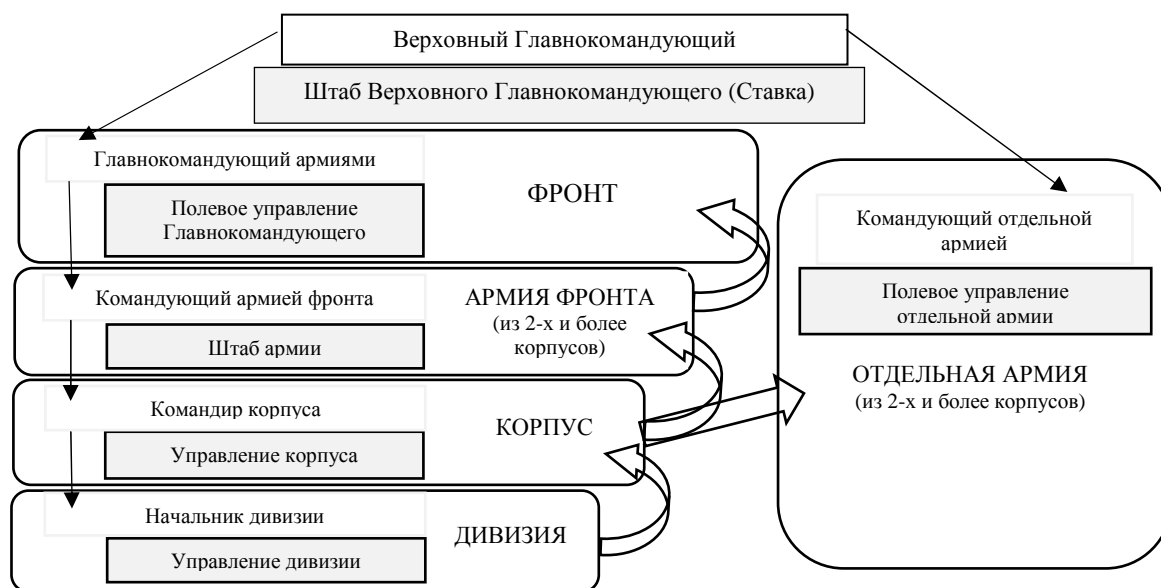 Верховный Главнокомандующий
Штаб Верховного Главнокомандующего (Ставка)
Главнокомандующий армиями
Полевое управление
Главнокомандующего
ФРОНТ
Командующий армией фронта
Штаб армии
АРМИЯ ФРОНТА
(из 2-х и более
корпусов)
Командир корпуса
Управление корпуса
КОРПУС
Начальник дивизии
Управление дивизии
ДИВИЗИЯ
Командующий отдельной
армией
Полевое управление
отдельной армии
ОТДЕЛЬНАЯ АРМИЯ
(из 2-х и более корпусов)